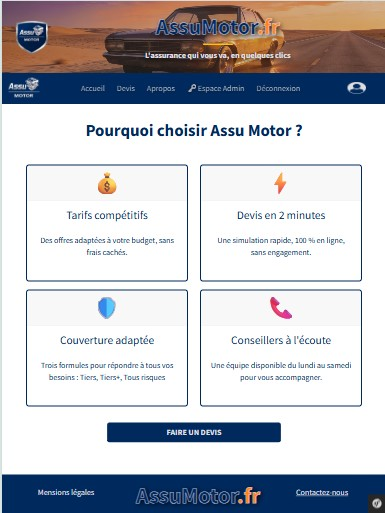 AssuMotor.fr
Assu
MOTOR
L'assurance qui vous va, en quelques clics
Assu
MOTOR
Accueil Devis Apropos Espace Admin Déconnexion
Pourquoi choisir Assu Motor ?
Tarifs compétitifs
Des offres adaptées à votre budget, sans
frais cachés.
Devis en 2 minutes
Une simulation rapide, 100 % en ligne,
sans engagement.
Couverture adaptée
Trois formules pour répondre à tous vos
besoins : Tiers, Tiers+, Tous risques
Conseillers à l'écoute
Une équipe disponible du lundi au samedi
pour vous accompagner.
FAIRE UN DEVIS
Mensions légales
AssuMotor.fr
Contactez-nous